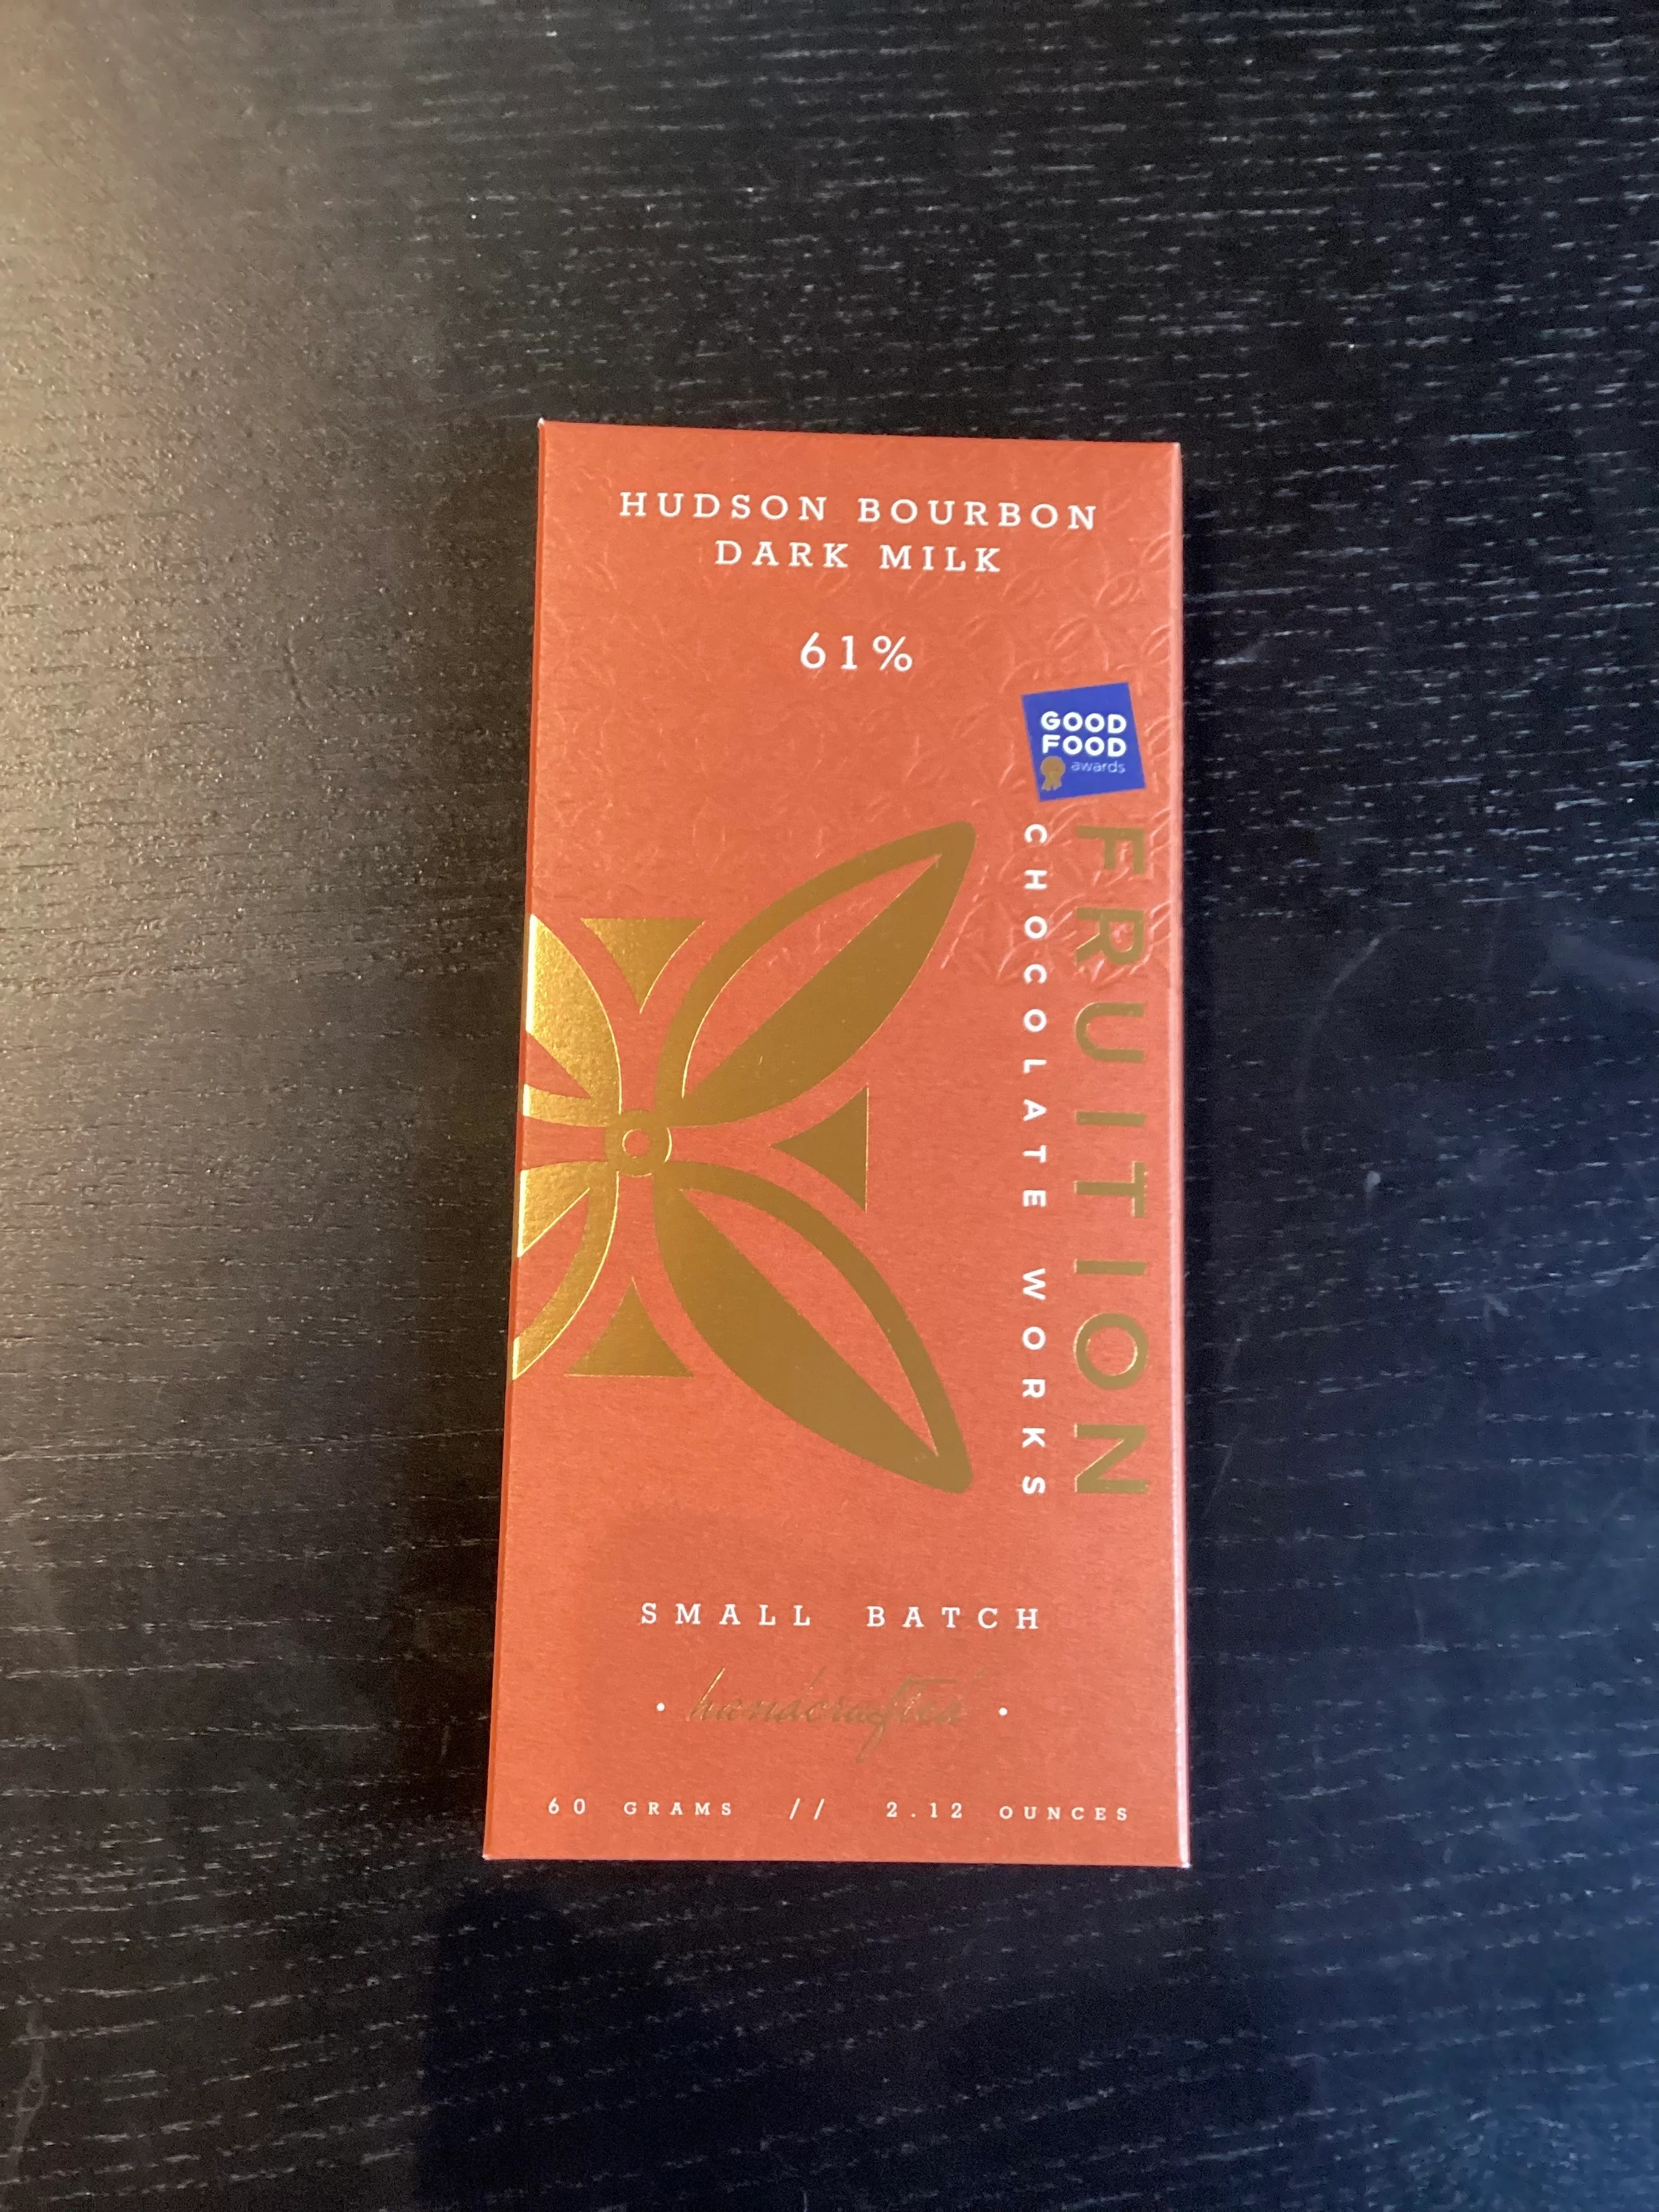 HUDSON BOURBON
DARK MILK
61%
GOOD
FOOD
awards
FRUITION
CHOCOLATE WORKS
SMALL BATCH
• handcrafted •
60 GRAMS // 2.12 OUNCES